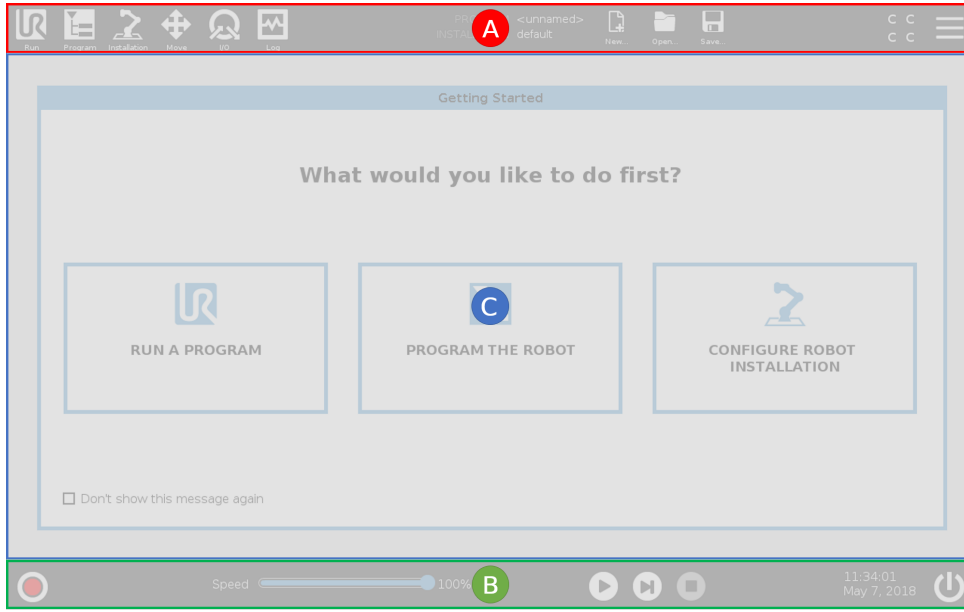 <unnamed>
default
Run
Program
Installation
Move
I/O
Log
A
New...
Open...
Save...
C C
C C
Getting Started
What would you like to do first?
C
RUN A PROGRAM
PROGRAM THE ROBOT
CONFIGURE ROBOT
INSTALLATION
Don't show this message again
Speed
100%
B
11:34:01
May 7, 2018